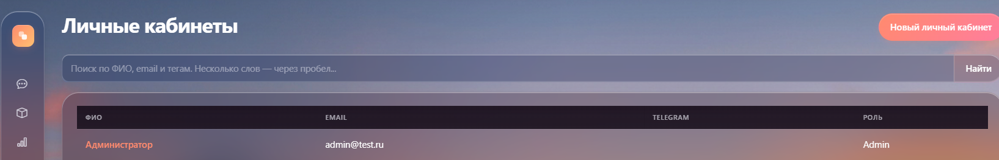 Личные кабинеты
Новый личный кабинет
Поиск по ФИО, email и тегам. Несколько слов — через пробел...
Найти
ФИО EMAIL TELEGRAM РОЛЬ
Администратор admin@test.ru Admin